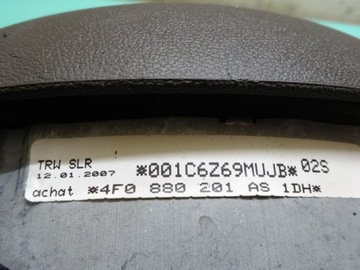 TRW SLR *001C6Z69MUJB* 02S
12.01.2007
achat *4F0 880 201 AS 1DH*